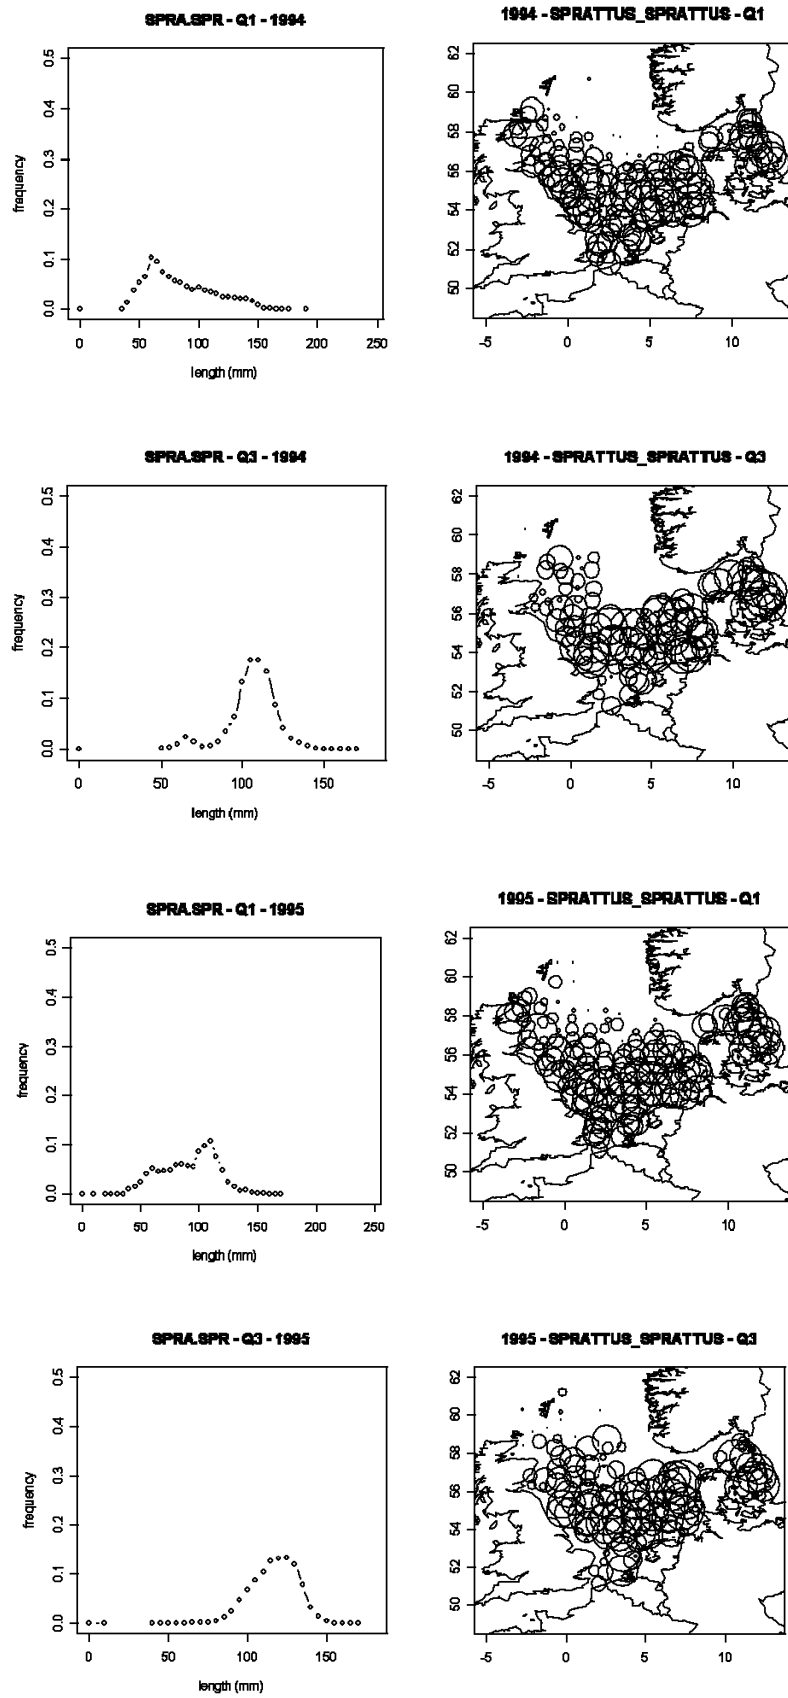 SPRA.SPR - Q1 - 1994
1994 - SPRATTUS_SPRATTUS - Q1
frequency
0.0 0.1 0.2 0.3 0.4 0.5
0 50 100 150 200 250
length (mm)
50 52 54 56 58 60 62
-5 0 5 10
SPRA.SPR - Q3 - 1994
1994 - SPRATTUS_SPRATTUS - Q3
frequency
0.0 0.1 0.2 0.3 0.4 0.5
0 50 100 150
length (mm)
50 52 54 56 58 60 62
-5 0 5 10
SPRA.SPR - Q1 - 1995
1995 - SPRATTUS_SPRATTUS - Q1
frequency
0.0 0.1 0.2 0.3 0.4 0.5
0 50 100 150 200 250
length (mm)
50 52 54 56 58 60 62
-5 0 5 10
SPRA.SPR - Q3 - 1995
1995 - SPRATTUS_SPRATTUS - Q3
frequency
0.0 0.1 0.2 0.3 0.4 0.5
0 50 100 150
length (mm)
50 52 54 56 58 60 62
-5 0 5 10